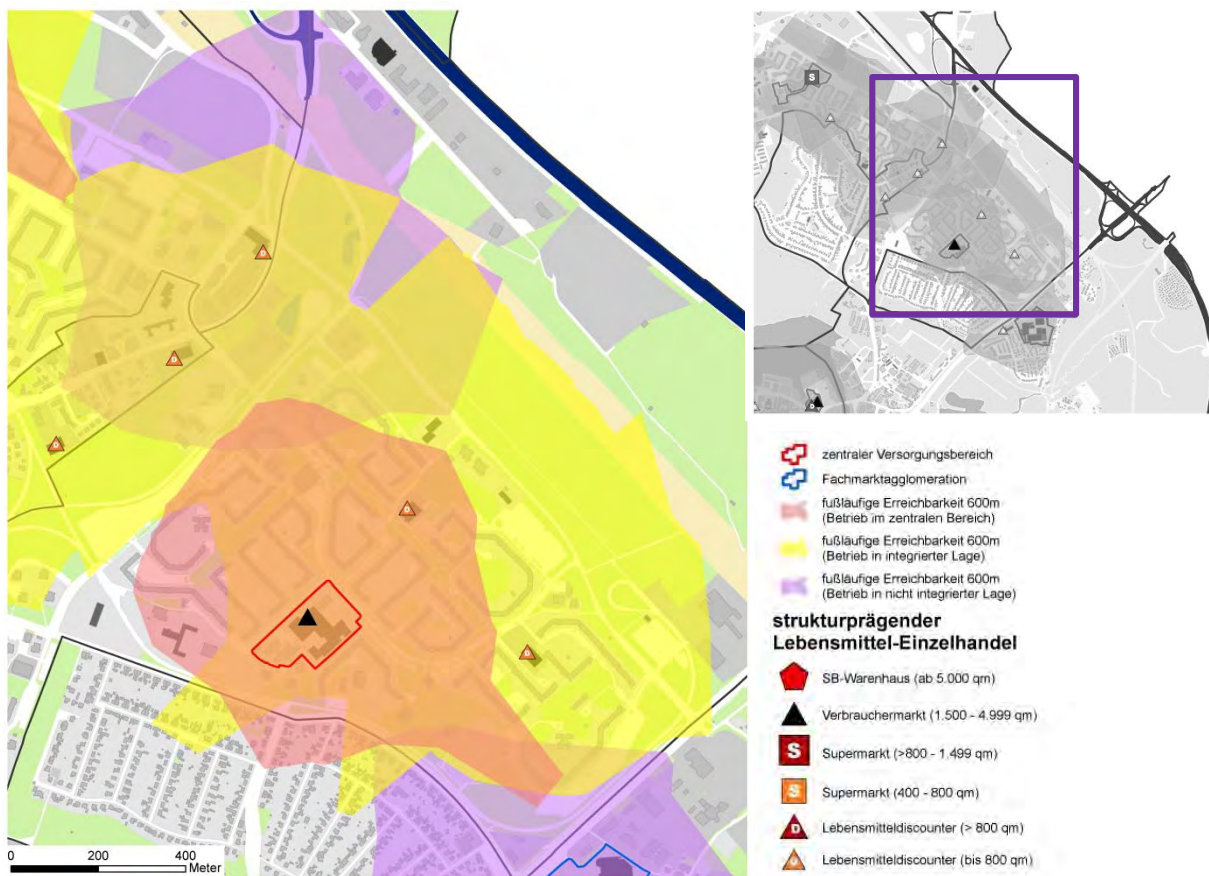 S
zentraler Versorgungsbereich
Fachmarktagglomeration
fußläufige Erreichbarkeit 600m
(Betrieb im zentralen Bereich)
fußläufige Erreichbarkeit 600m
(Betrieb in integrierter Lage)
fußläufige Erreichbarkeit 600m
(Betrieb in nicht integrierter Lage)
strukturprägender
Lebensmittel-Einzelhandel
SB-Warenhaus (ab 5.000 qm)
Verbrauchermarkt (1.500 - 4.999 qm)
S Supermarkt (>800 - 1.499 qm)
S Supermarkt (400 - 800 qm)
D Lebensmitteldiscounter (> 800 qm)
Lebensmitteldiscounter (bis 800 qm)
0 200 400
Meter